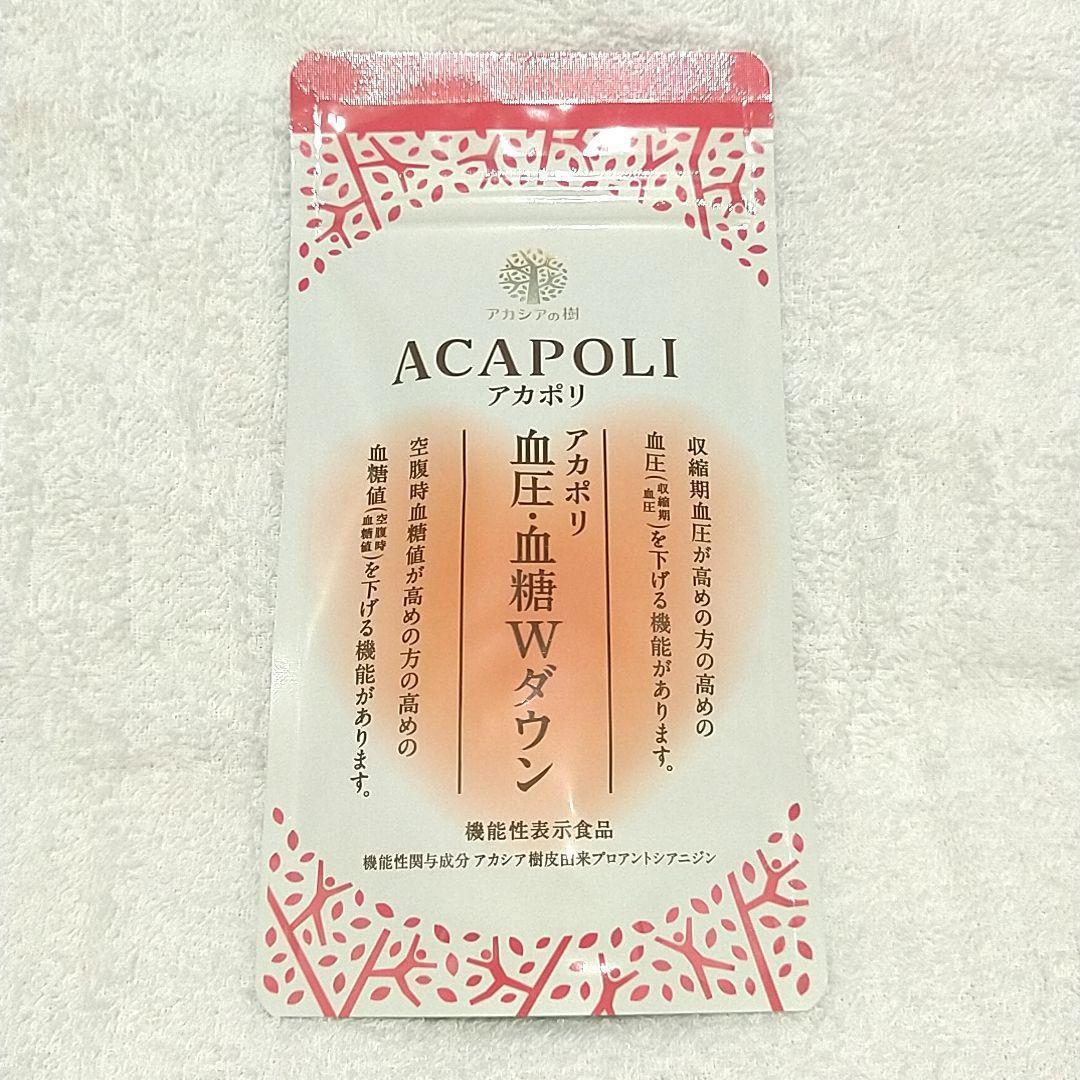 アカシアの樹
ACAPOLI
アカポリ
収縮期血圧が高めの方の高めの
血圧(収縮期血圧)を下げる機能があります。
アカポリ
血圧・血糖Wダウン
空腹時血糖値が高めの方の高めの
血糖値(空腹時血糖値)を下げる機能があります。
機能性表示食品
機能性関与成分 アカシア樹皮由来プロアントシアニジン